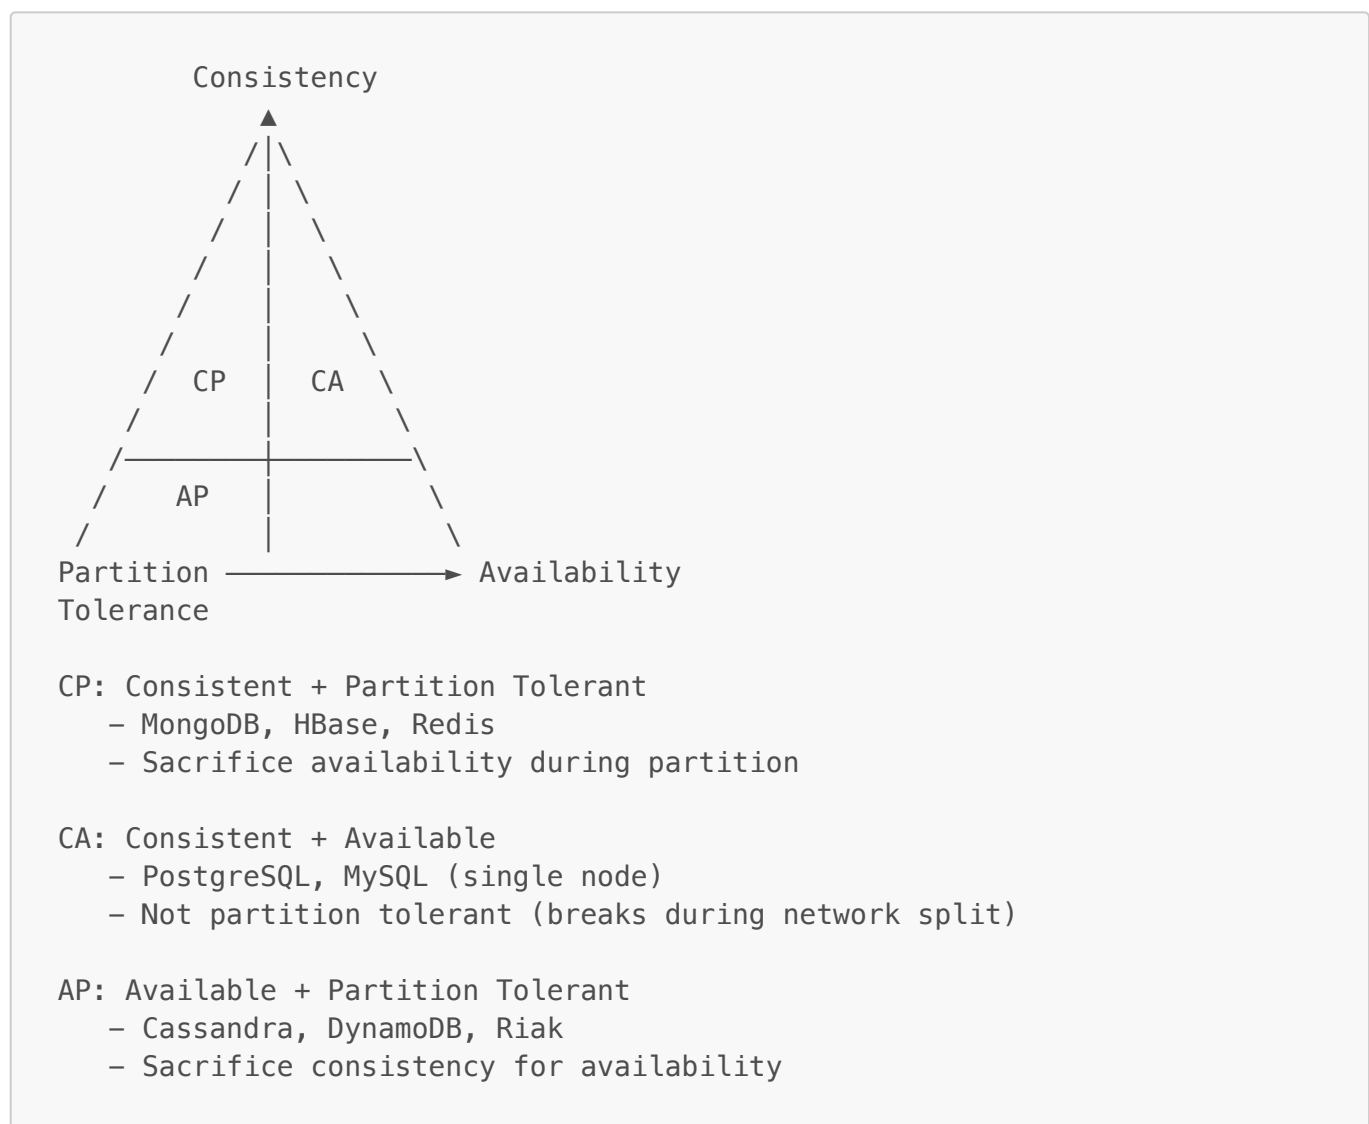 Consistency
▲
/|\
/ | \
/ | \
/ | \
/ | \
/ | \
/ CP | CA \
/ | \
/─────────┼─────────\
/ AP | \
/ | \
Partition ─────────────► Availability
Tolerance
CP: Consistent + Partition Tolerant
– MongoDB, HBase, Redis
– Sacrifice availability during partition
CA: Consistent + Available
– PostgreSQL, MySQL (single node)
– Not partition tolerant (breaks during network split)
AP: Available + Partition Tolerant
– Cassandra, DynamoDB, Riak
– Sacrifice consistency for availability